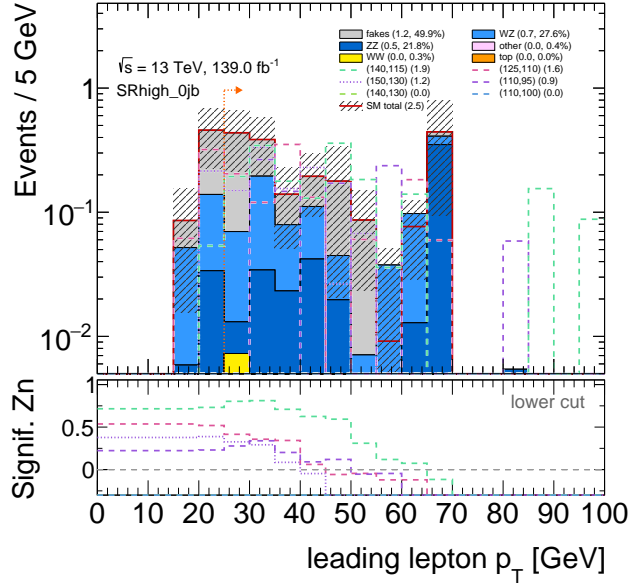 fakes (1.2, 49.9%) WZ (0.7, 27.6%)
ZZ (0.5, 21.8%) other (0.0, 0.4%)
WW (0.0, 0.3%) top (0.0, 0.0%)
(140,115) (1.9) (125,110) (1.6)
(150,130) (1.2) (110,95) (0.9)
(140,130) (0.0) (110,100) (0.0)
SM total (2.5)
√s = 13 TeV, 139.0 fb⁻¹
SRhigh_0jb
Events / 5 GeV
1
10⁻¹
10⁻²
Signif. Zn
lower cut
1
0.5
0
0 10 20 30 40 50 60 70 80 90 100
leading lepton p_T [GeV]